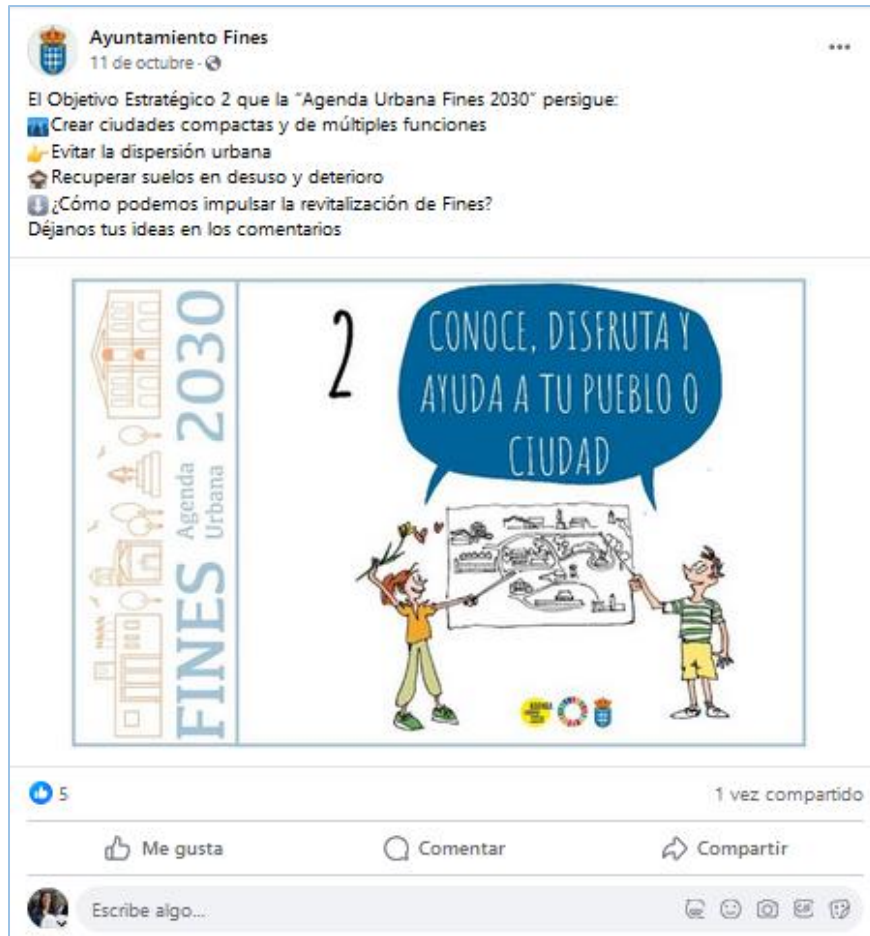 Ayuntamiento Fines
11 de octubre ·
El Objetivo Estratégico 2 que la “Agenda Urbana Fines 2030” persigue:
Crear ciudades compactas y de múltiples funciones
Evitar la dispersión urbana
Recuperar suelos en desuso y deterioro
¿Cómo podemos impulsar la revitalización de Fines?
Déjanos tus ideas en los comentarios
FINES Agenda Urbana 2030
2
CONOCE, DISFRUTA Y
AYUDA A TU PUEBLO O
CIUDAD
AGENDA
5
1 vez compartido
Me gusta
Comentar
Compartir
Escribe algo...
GIF